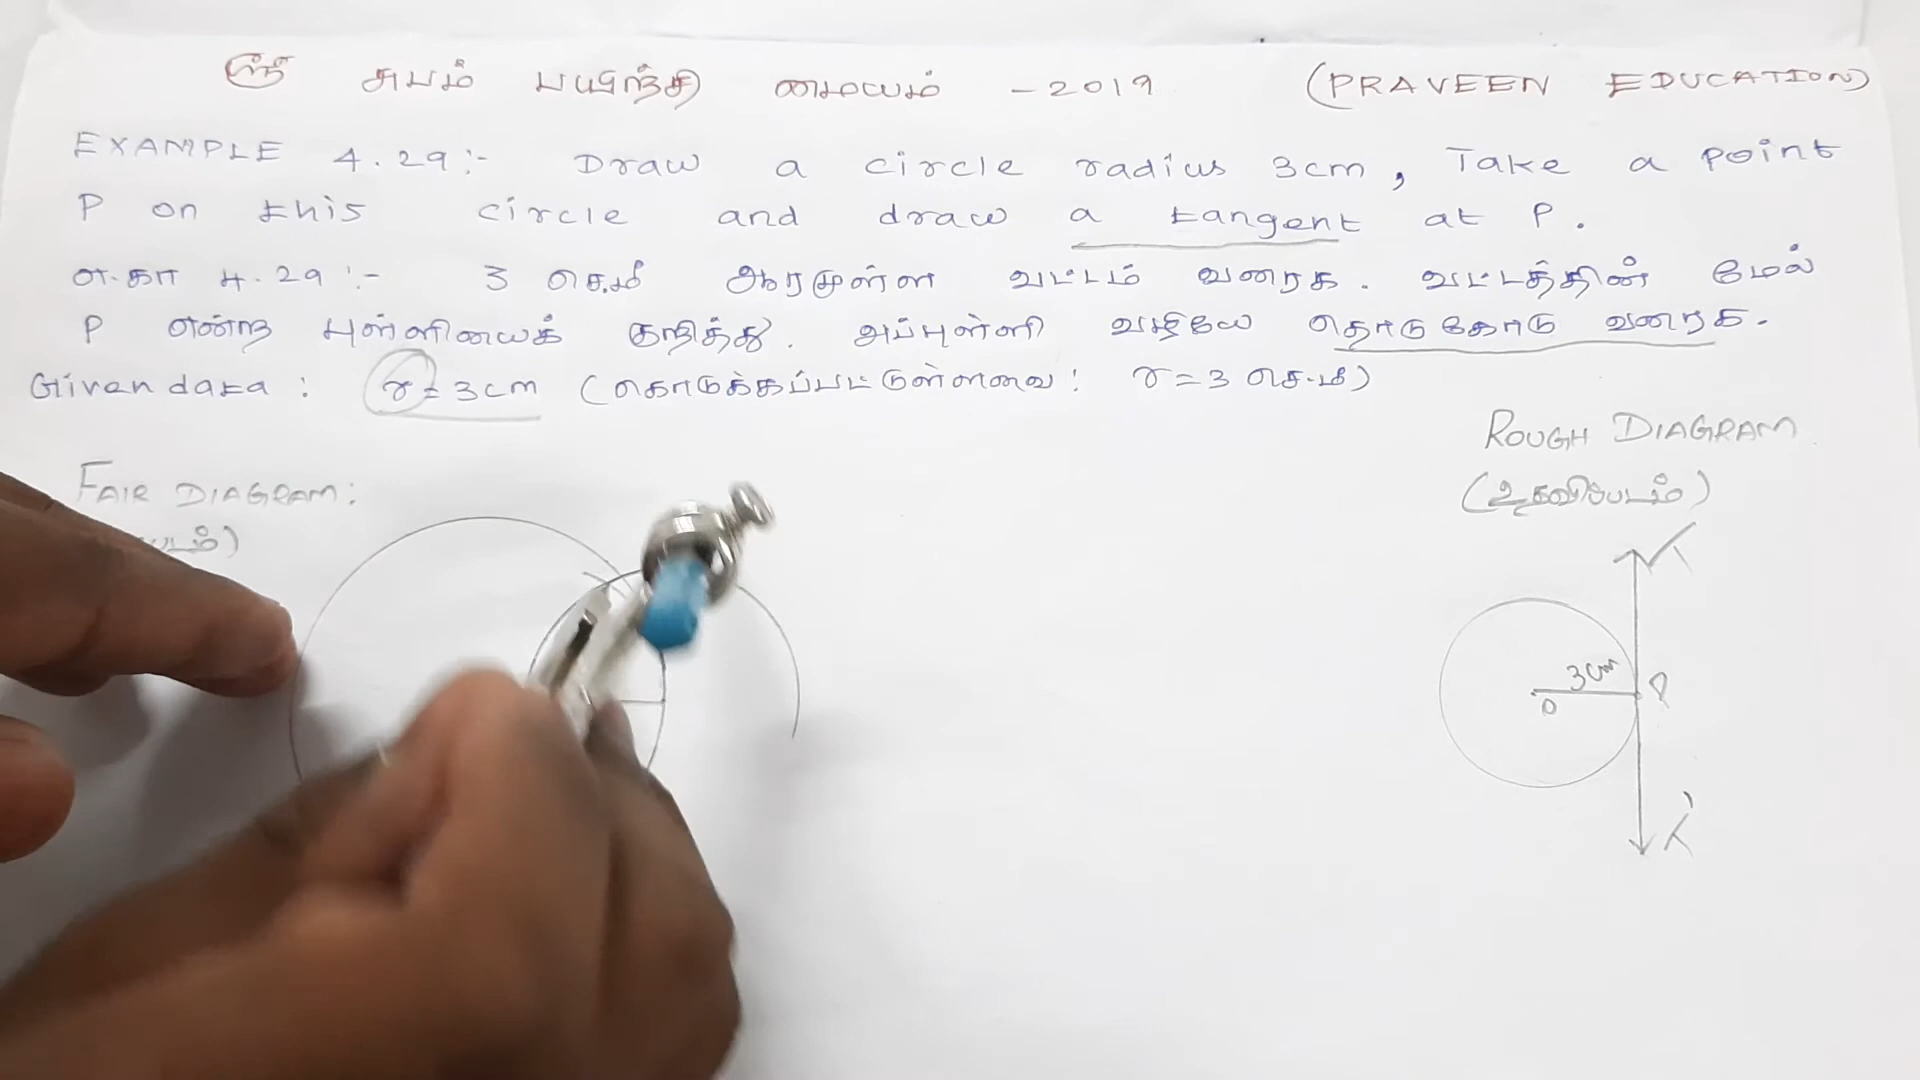 ஸ்ரீ சுபம் பயிற்சி மையம் - 2019 (PRAVEEN EDUCATION)
EXAMPLE 4.29:- Draw a circle radius 3cm, Take a point
P on this circle and draw a tangent at P.
எ.கா 4.29:- 3 செ.மீ ஆரமுள்ள வட்டம் வரைக. வட்டத்தின் மேல்
P என்ற புள்ளியைக் குறித்து. அப்புள்ளி வழியே தொடுகோடு வரைக.
Given data: r=3cm (கொடுக்கப்பட்டுள்ளவை: r=3 செ.மீ)
ROUGH DIAGRAM
(உதவிப்படம்)
FAIR DIAGRAM:
T
3cm
O
P
T'